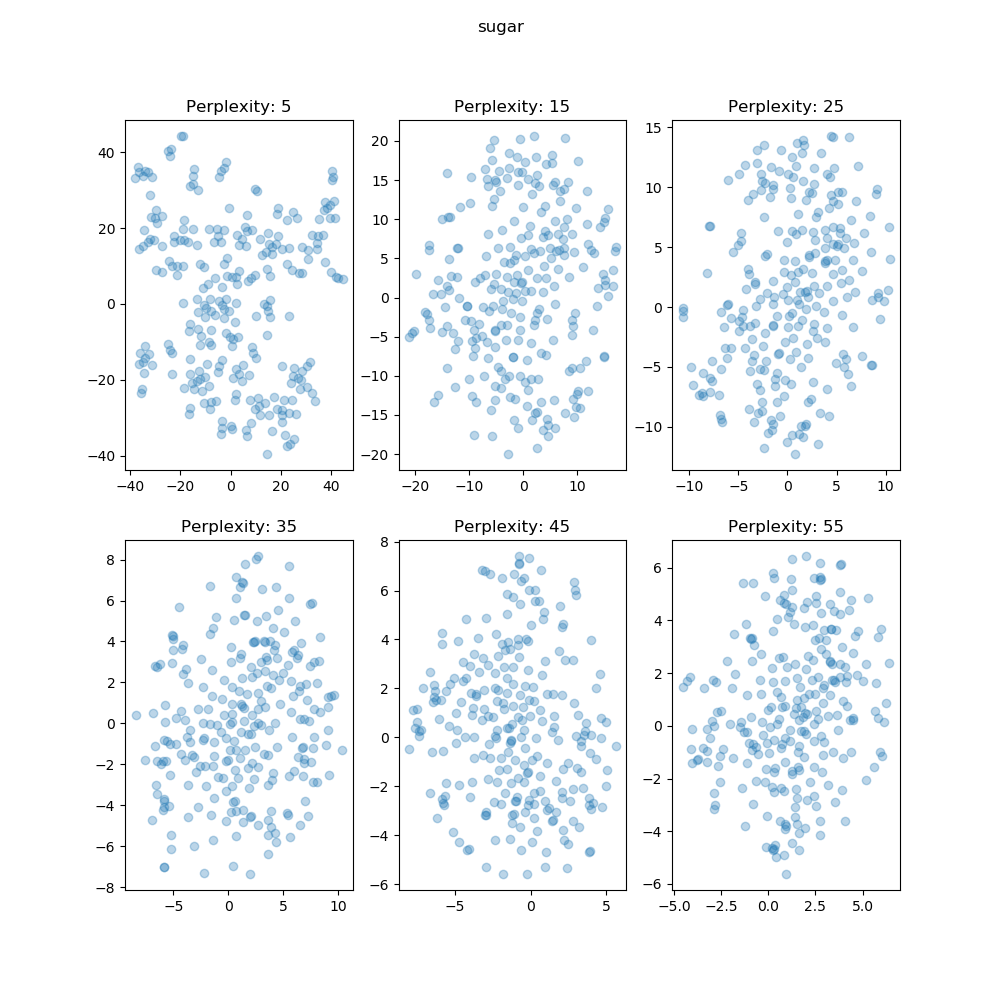 sugar
Perplexity: 5 Perplexity: 15 Perplexity: 25
40 20 0 −20 −40
−40 −20 0 20 40
20 15 10 5 0 −5 −10 −15 −20
−20 −10 0 10
15 10 5 0 −5 −10
−10 −5 0 5 10
Perplexity: 35 Perplexity: 45 Perplexity: 55
8 6 4 2 0 −2 −4 −6 −8
−5 0 5 10
8 6 4 2 0 −2 −4 −6
−5 0 5
6 4 2 0 −2 −4 −6
−5.0 −2.5 0.0 2.5 5.0